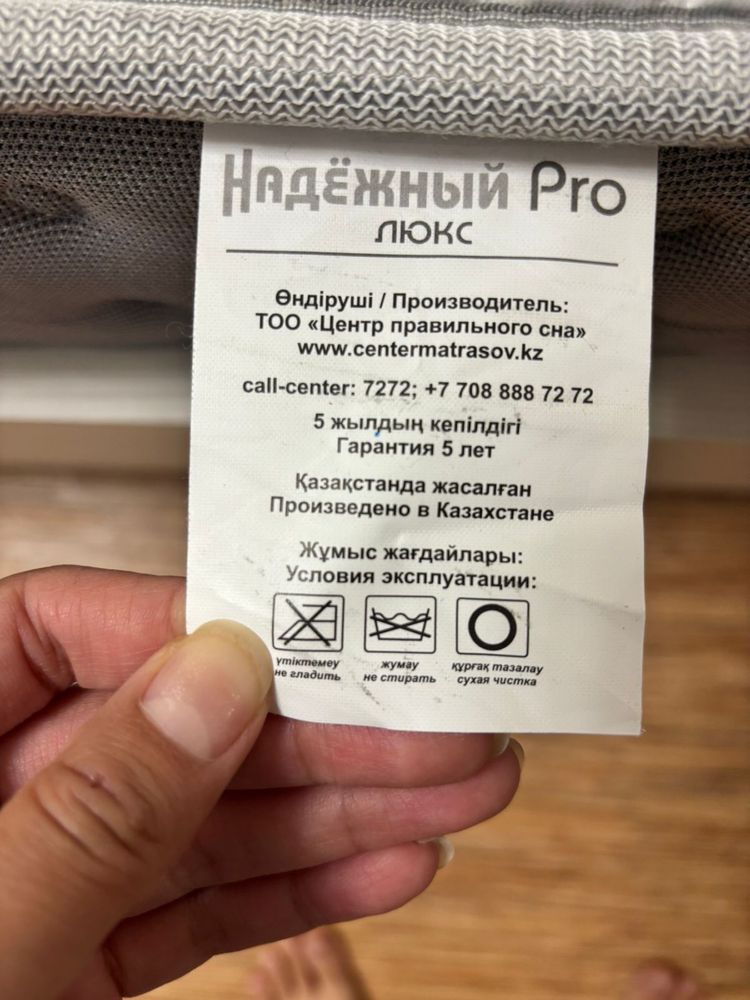 НАДЁЖНЫЙ Pro
ЛЮКС
Өндіруші / Производитель:
ТОО «Центр правильного сна»
www.centermatrasov.kz
call-center: 7272; +7 708 888 72 72
5 жылдың кепілдігі
Гарантия 5 лет
Қазақстанда жасалған
Произведено в Казахстане
Жұмыс жағдайлары:
Условия эксплуатации:
үтіктемеу жумау құрғақ тазалау
не гладить не стирать сухая чистка